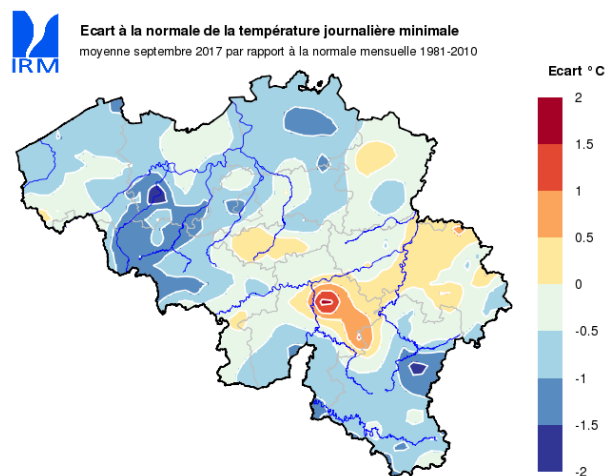 IRM
Ecart à la normale de la température journalière minimale
moyenne septembre 2017 par rapport à la normale mensuelle 1981-2010
Ecart °C
2
1.5
1
0.5
0
-0.5
-1
-1.5
-2